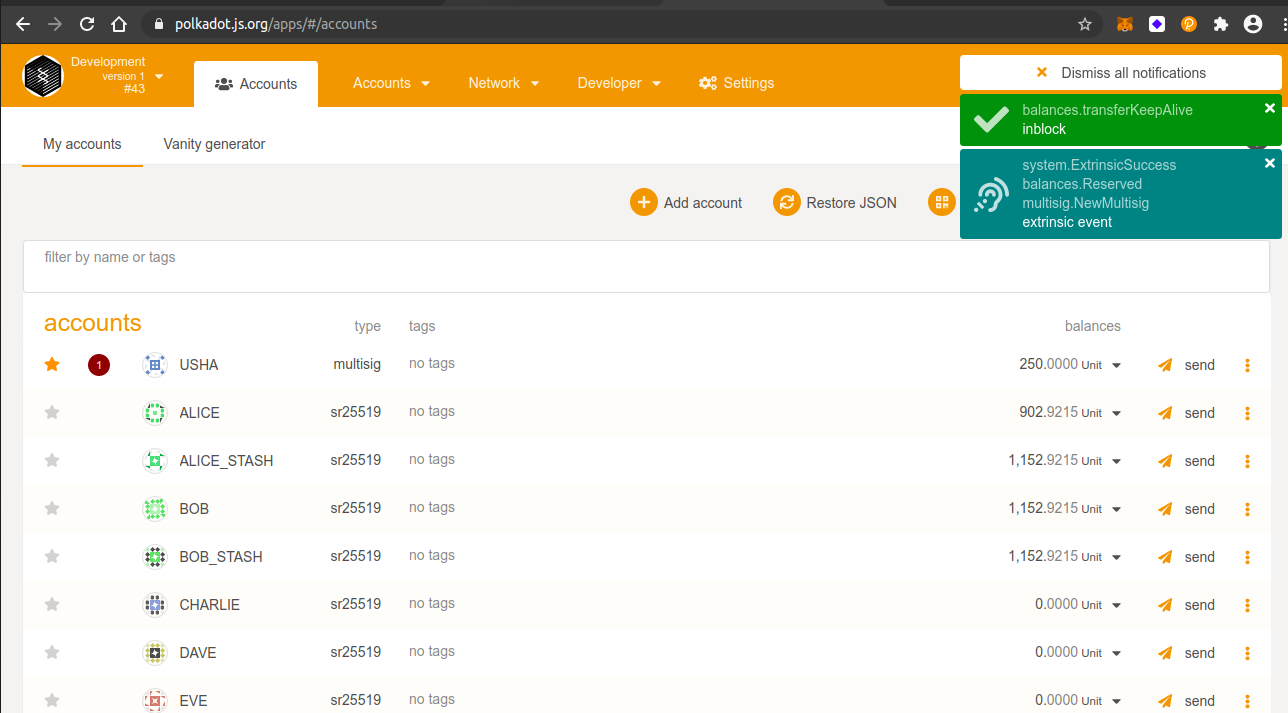 polkadot.js.org/apps/#/accounts
Development
version 1
#43
Accounts
Accounts
Network
Developer
Settings
Dismiss all notifications
balances.transferKeepAlive
inblock
system.ExtrinsicSuccess
balances.Reserved
multisig.NewMultisig
extrinsic event
My accounts
Vanity generator
Add account
Restore JSON
filter by name or tags
accounts type tags balances
1 USHA multisig no tags 250.0000 Unit send
ALICE sr25519 no tags 902.9215 Unit send
ALICE_STASH sr25519 no tags 1,152.9215 Unit send
BOB sr25519 no tags 1,152.9215 Unit send
BOB_STASH sr25519 no tags 1,152.9215 Unit send
CHARLIE sr25519 no tags 0.0000 Unit send
DAVE sr25519 no tags 0.0000 Unit send
EVE sr25519 no tags 0.0000 Unit send